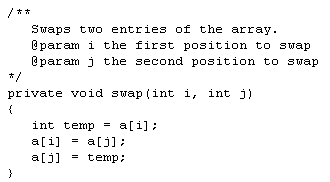 /**
   Swaps two entries of the array.
   @param i the first position to swap
   @param j the second position to swap
*/
private void swap(int i, int j)
{
   int temp = a[i];
   a[i] = a[j];
   a[j] = temp;
}